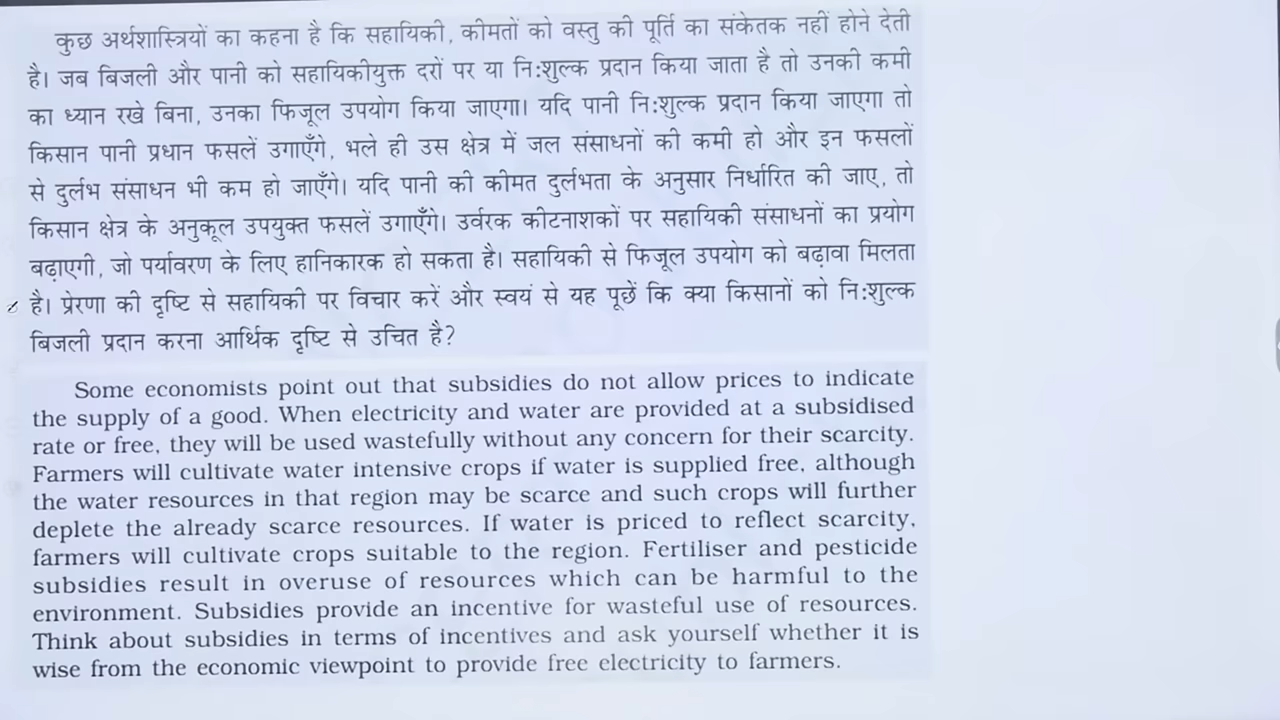 कुछ अर्थशास्त्रियों का कहना है कि सहायिकी, कीमतों को वस्तु की पूर्ति का संकेतक नहीं होने देती
है। जब बिजली और पानी को सहायिकीयुक्त दरों पर या नि:शुल्क प्रदान किया जाता है तो उनकी कमी
का ध्यान रखे बिना, उनका फिजूल उपयोग किया जाएगा। यदि पानी नि:शुल्क प्रदान किया जाएगा तो
किसान पानी प्रधान फसलें उगाएँगे, भले ही उस क्षेत्र में जल संसाधनों की कमी हो और इन फसलों
से दुर्लभ संसाधन भी कम हो जाएँगे। यदि पानी की कीमत दुर्लभता के अनुसार निर्धारित की जाए, तो
किसान क्षेत्र के अनुकूल उपयुक्त फसलें उगाएँगे। उर्वरक कीटनाशकों पर सहायिकी संसाधनों का प्रयोग
बढ़ाएगी, जो पर्यावरण के लिए हानिकारक हो सकता है। सहायिकी से फिजूल उपयोग को बढ़ावा मिलता
है। प्रेरणा की दृष्टि से सहायिकी पर विचार करें और स्वयं से यह पूछें कि क्या किसानों को नि:शुल्क
बिजली प्रदान करना आर्थिक दृष्टि से उचित है?
Some economists point out that subsidies do not allow prices to indicate
the supply of a good. When electricity and water are provided at a subsidised
rate or free, they will be used wastefully without any concern for their scarcity.
Farmers will cultivate water intensive crops if water is supplied free, although
the water resources in that region may be scarce and such crops will further
deplete the already scarce resources. If water is priced to reflect scarcity,
farmers will cultivate crops suitable to the region. Fertiliser and pesticide
subsidies result in overuse of resources which can be harmful to the
environment. Subsidies provide an incentive for wasteful use of resources.
Think about subsidies in terms of incentives and ask yourself whether it is
wise from the economic viewpoint to provide free electricity to farmers.